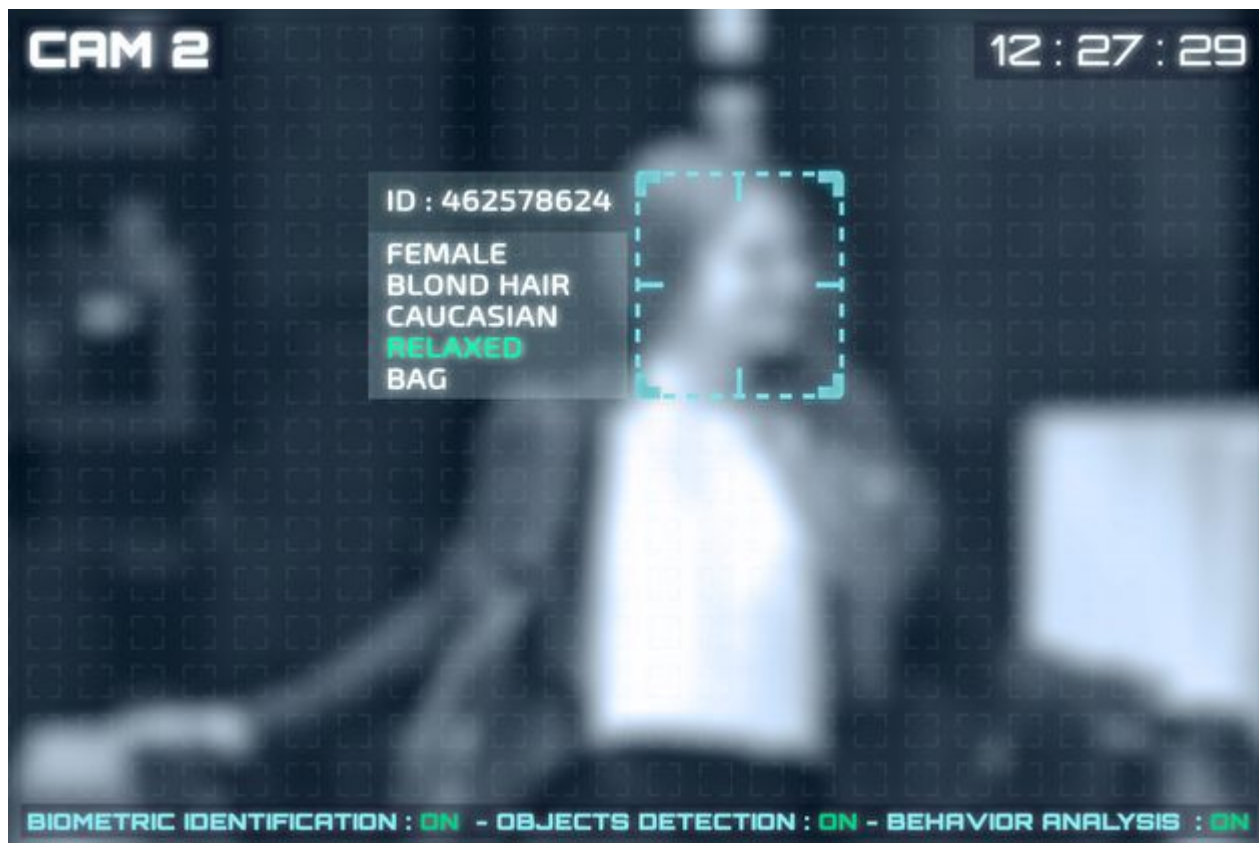 CAM 2
12 : 27 : 29
ID : 462578624
FEMALE
BLOND HAIR
CAUCASIAN
RELAXED
BAG
BIOMETRIC IDENTIFICATION : ON - OBJECTS DETECTION : ON - BEHAVIOR ANALYSIS : ON